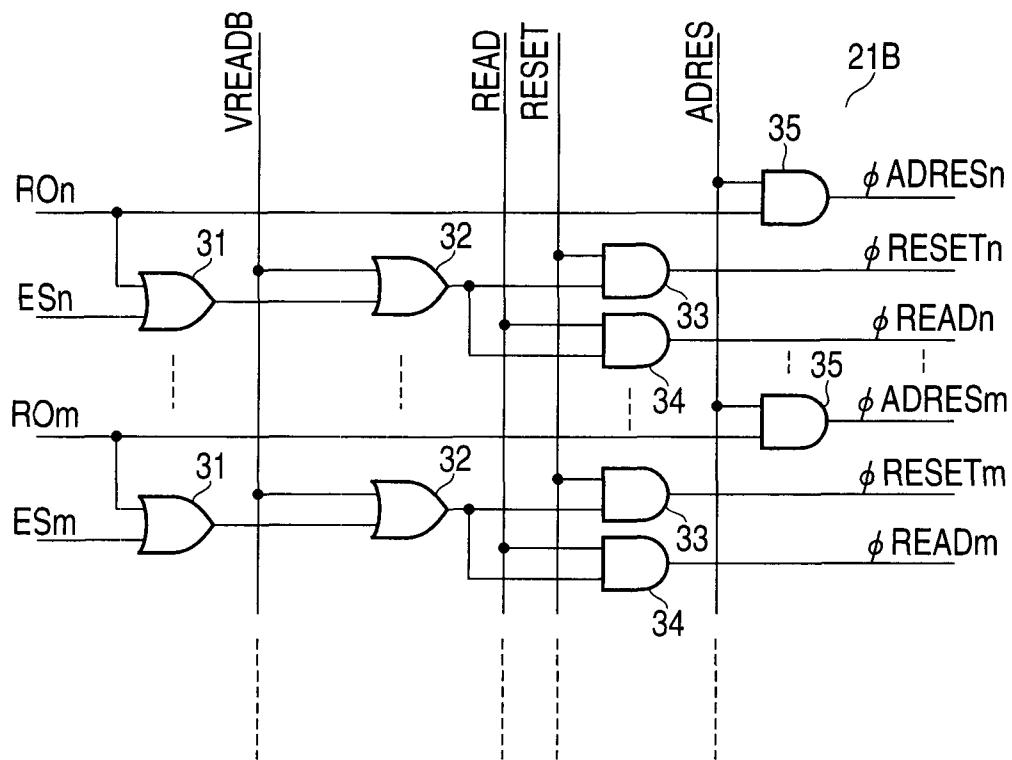 VREADB
READ
RESET
ADRES
21B
35
ROn
ϕ ADRESn
31
32
ϕ RESETn
ESn
33
ϕ READn
35
34
ROm
ϕ ADRESm
31
32
ϕ RESETm
ESm
33
ϕ READm
34